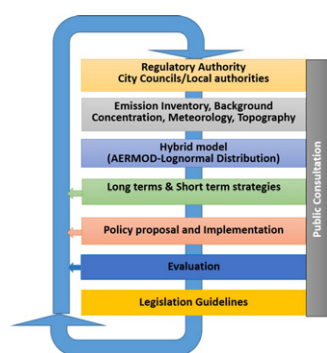 Regulatory Authority
City Councils/Local authorities
Emission Inventory, Background
Concentration, Meteorology, Topography
Hybrid model
(AERMOD-Lognormal Distribution)
Long terms & Short term strategies
Policy proposal and Implementation
Evaluation
Legislation Guidelines
Public Consultation